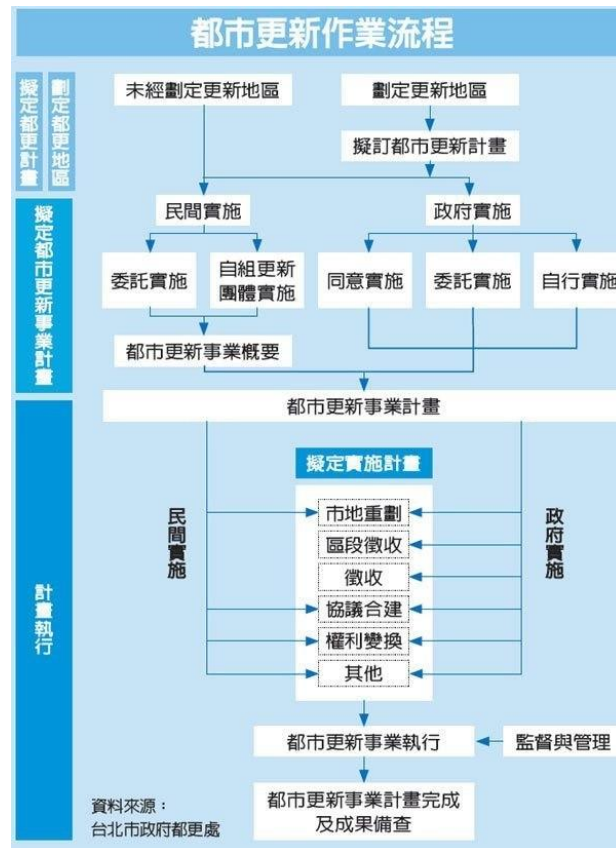 都市更新作業流程
擬定都更計畫
劃定都更地區
未經劃定更新地區
劃定更新地區
擬訂都市更新計畫
擬定都市更新事業計畫
民間實施
政府實施
委託實施
自組更新
團體實施
同意實施
委託實施
自行實施
都市更新事業概要
都市更新事業計畫
計畫執行
擬定實施計畫
民間實施
政府實施
市地重劃
區段徵收
徵收
協議合建
權利變換
其他
都市更新事業執行
監督與管理
都市更新事業計畫完成
及成果備查
資料來源：
台北市政府都更處